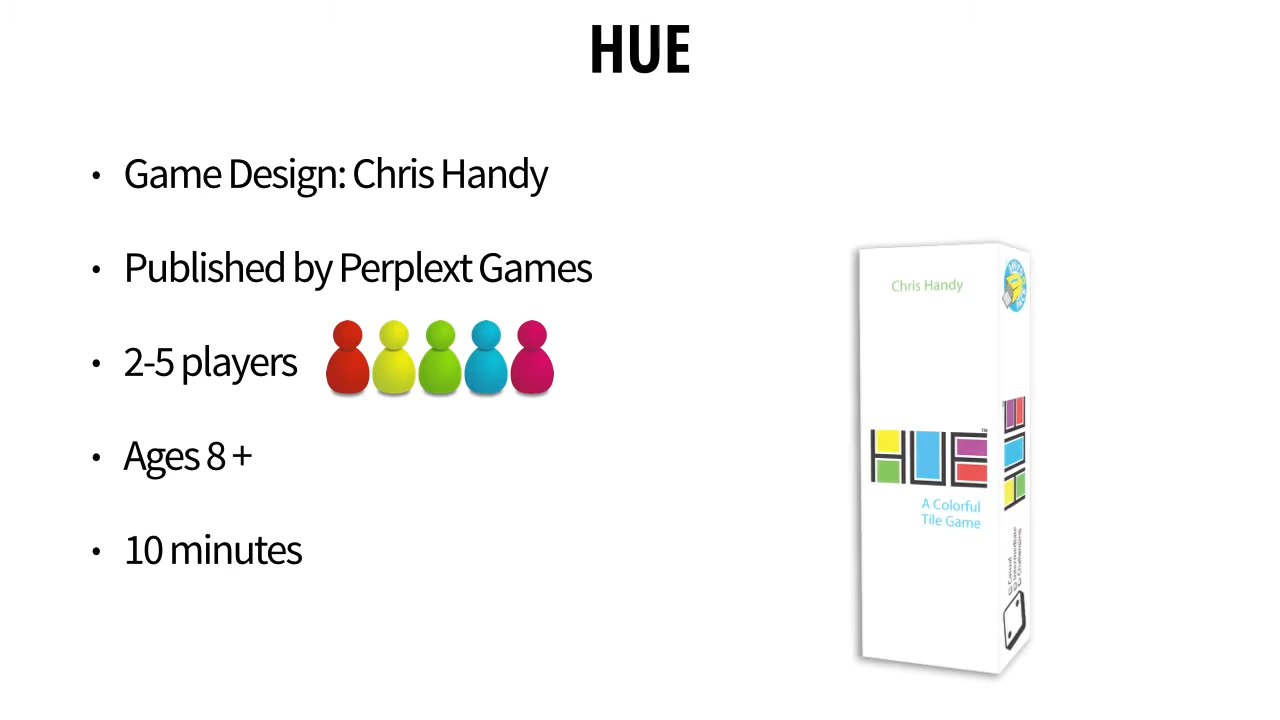 HUE
• Game Design: Chris Handy
• Published by Perplext Games
• 2-5 players
• Ages 8 +
• 10 minutes
Chris Handy
HUE™
A Colorful
Tile Game
HUE